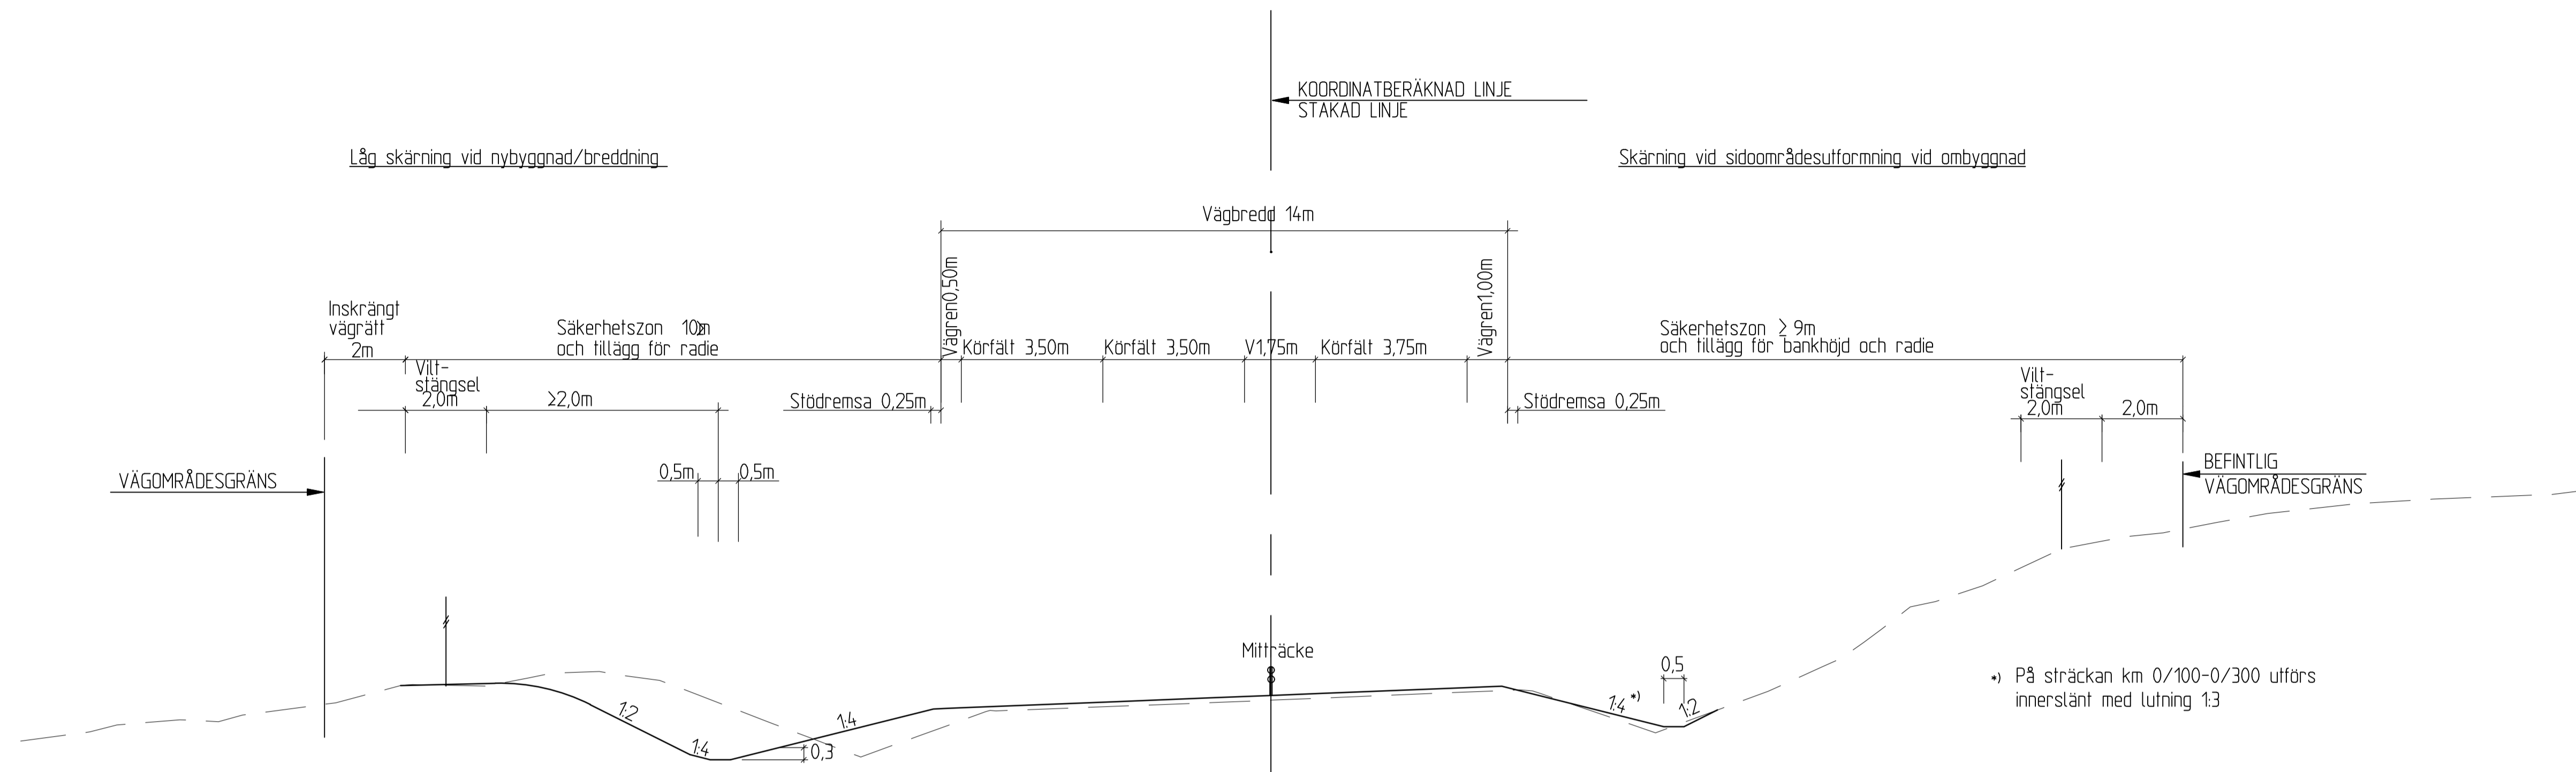 KOORDINATBERÄKNAD LINJE
STAKAD LINJE
Låg skärning vid nybyggnad/breddning
Skärning vid sidoområdesutformning vid ombyggnad
Vägbredd 14m
Inskrängt
vägrätt
2m
Säkerhetszon 10m
och tillägg för radie
Vägren0,50m
Körfält 3,50m
Körfält 3,50m
V1,75m
Körfält 3,75m
Vägren1,00m
Säkerhetszon ≥ 9m
och tillägg för bankhöjd och radie
Vilt-
stängsel
2,0m
≥2,0m
Stödremsa 0,25m
Stödremsa 0,25m
Vilt-
stängsel
2,0m
2,0m
VÄGOMRÅDESGRÄNS
0,5m
0,5m
BEFINTLIG
VÄGOMRÅDESGRÄNS
Mitträcke
1:2
1:4
1:4
0,3
1:4 *)
0,5
1:2
*) På sträckan km 0/100-0/300 utförs
innerslänt med lutning 1:3